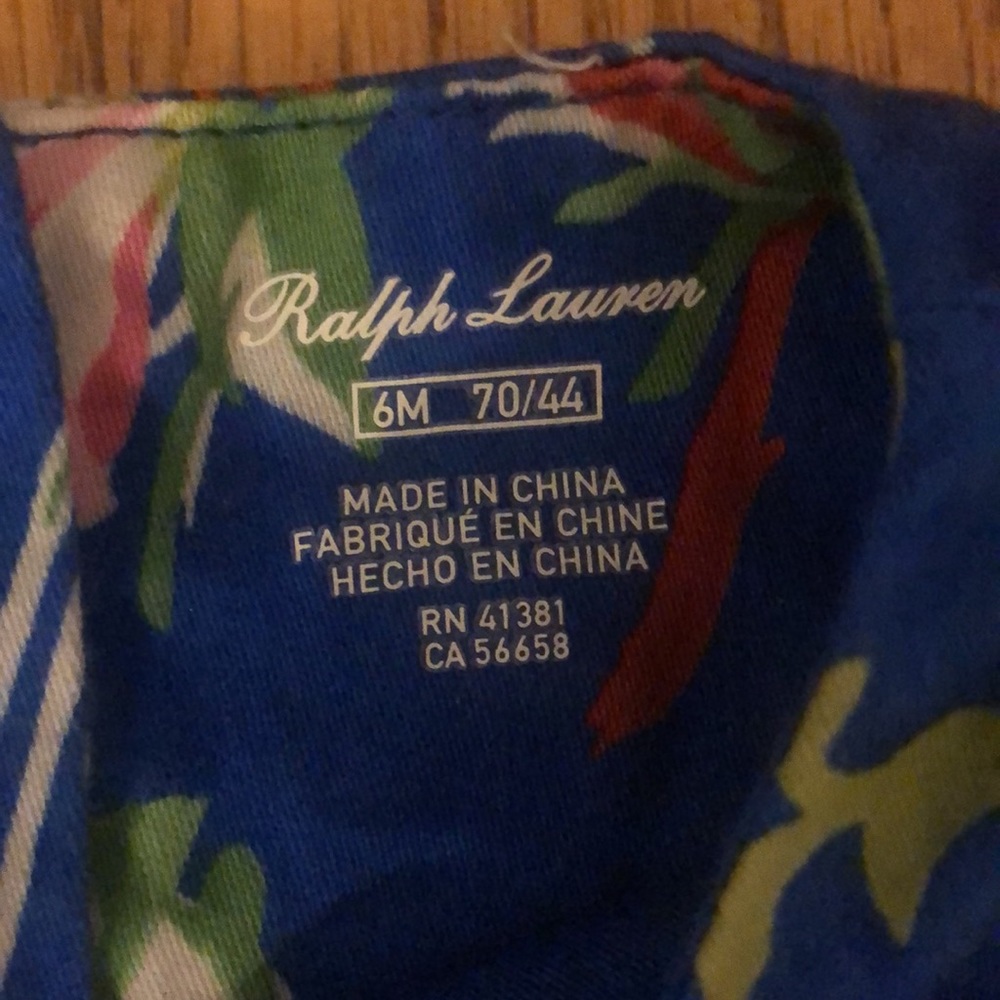 Ralph Lauren
6M 70/44
MADE IN CHINA
FABRIQUÉ EN CHINE
HECHO EN CHINA
RN 41381
CA 56658